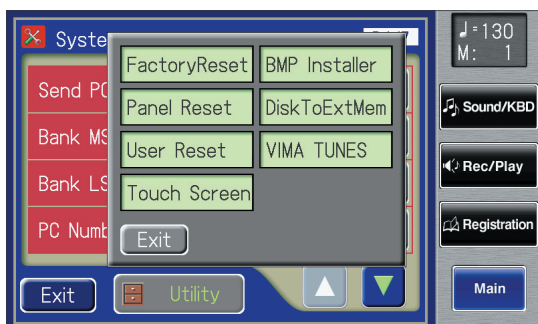 Syste
♩=130
M: 1
FactoryReset
BMP Installer
Send PC
Panel Reset
DiskToExtMem
Sound/KBD
Bank MS
User Reset
VIMA TUNES
Rec/Play
Bank LS
Touch Screen
PC Numb
Exit
Registration
Exit
Utility
Main